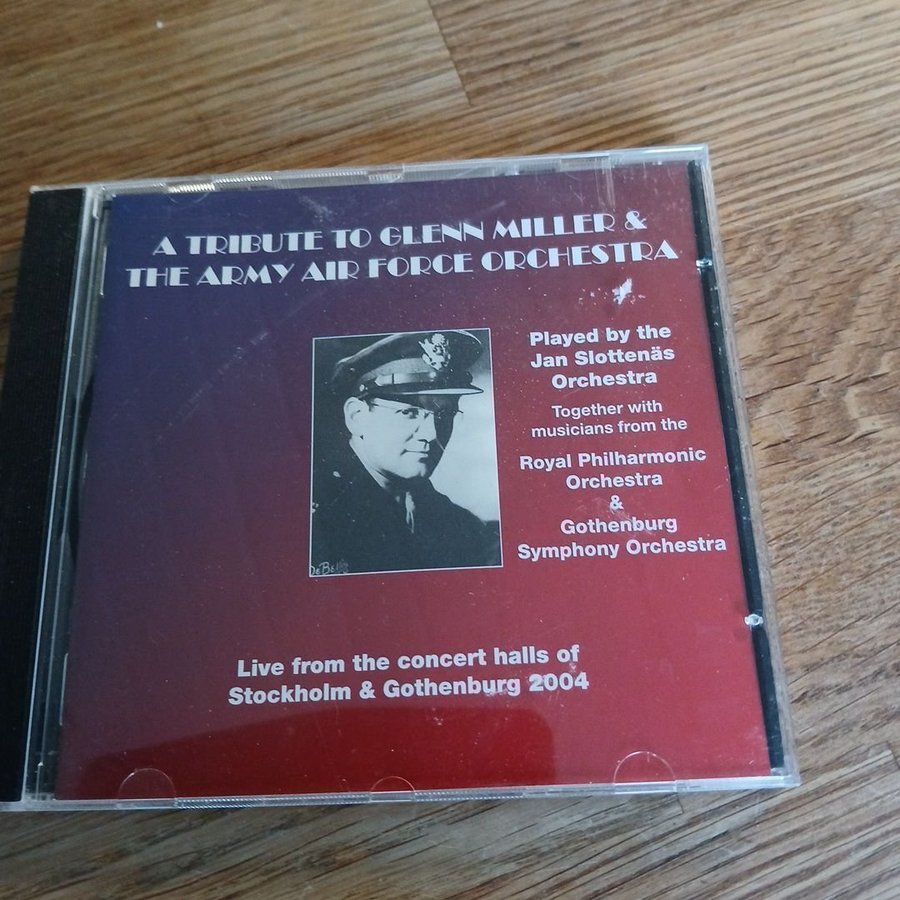 A TRIBUTE TO GLENN MILLER &
THE ARMY AIR FORCE ORCHESTRA
Played by the
Jan Slottenäs
Orchestra
Together with
musicians from the
Royal Philharmonic
Orchestra
&
Gothenburg
Symphony Orchestra
Live from the concert halls of
Stockholm & Gothenburg 2004